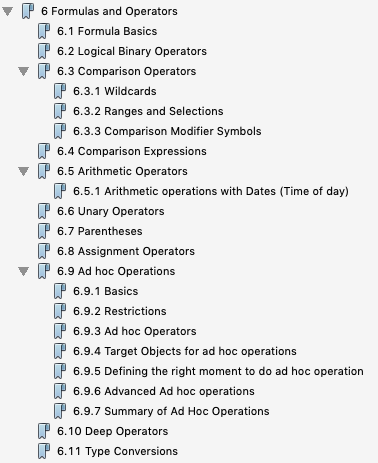 6 Formulas and Operators
6.1 Formula Basics
6.2 Logical Binary Operators
6.3 Comparison Operators
6.3.1 Wildcards
6.3.2 Ranges and Selections
6.3.3 Comparison Modifier Symbols
6.4 Comparison Expressions
6.5 Arithmetic Operators
6.5.1 Arithmetic operations with Dates (Time of day)
6.6 Unary Operators
6.7 Parentheses
6.8 Assignment Operators
6.9 Ad hoc Operations
6.9.1 Basics
6.9.2 Restrictions
6.9.3 Ad hoc Operators
6.9.4 Target Objects for ad hoc operations
6.9.5 Defining the right moment to do ad hoc operation
6.9.6 Advanced Ad hoc operations
6.9.7 Summary of Ad Hoc Operations
6.10 Deep Operators
6.11 Type Conversions